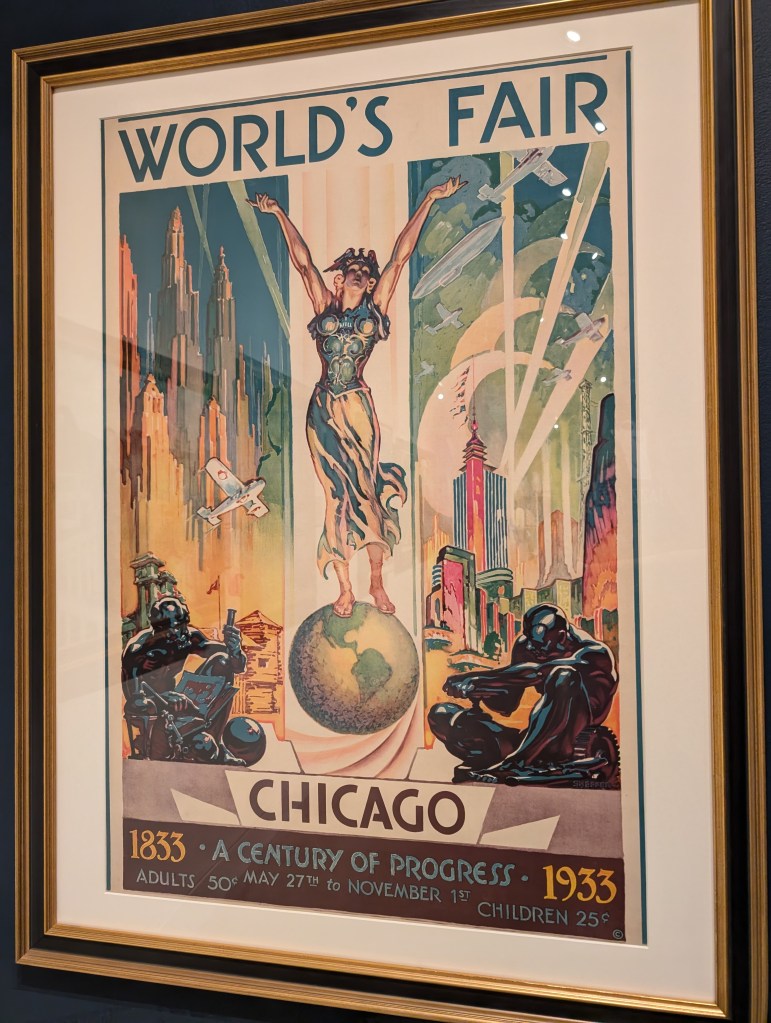 WORLD'S FAIR
CHICAGO
1833 · A CENTURY OF PROGRESS · 1933
ADULTS 50¢ MAY 27TH to NOVEMBER 1ST CHILDREN 25¢
©